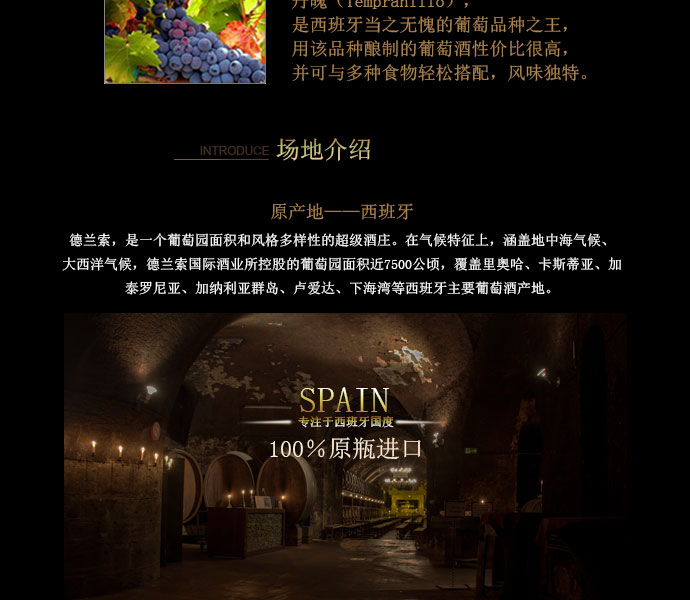 丹魄（Tempranillo），
是西班牙当之无愧的葡萄品种之王，
用该品种酿制的葡萄酒性价比很高，
并可与多种食物轻松搭配，风味独特。
INTRODUCE 场地介绍
原产地——西班牙
德兰索，是一个葡萄园面积和风格多样性的超级酒庄。在气候特征上，涵盖地中海气候、
大西洋气候，德兰索国际酒业所控股的葡萄园面积近7500公顷，覆盖里奥哈、卡斯蒂亚、加
泰罗尼亚、加纳利亚群岛、卢爱达、下海湾等西班牙主要葡萄酒产地。
SPAIN
专注于西班牙国度
100%原瓶进口